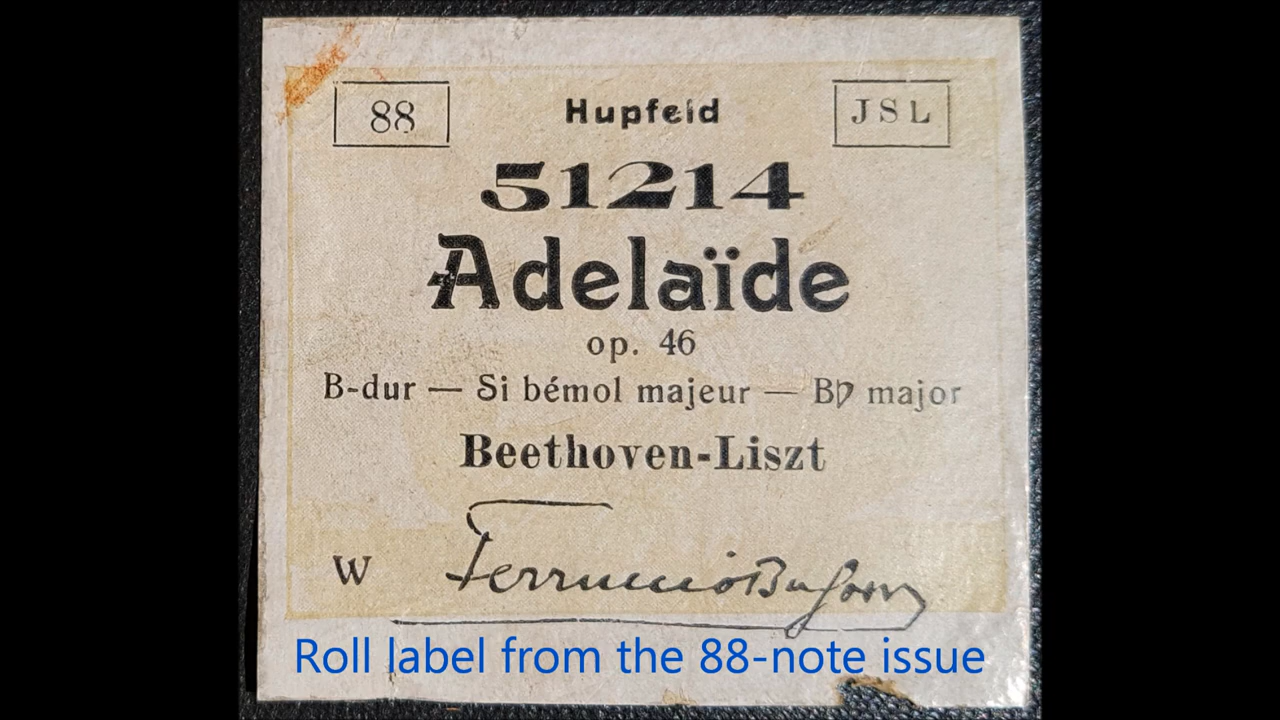 88 Hupfeld JSL
51214
Adelaïde
op. 46
B-dur — Si bémol majeur — B♭ major
Beethoven-Liszt
W Ferruccio Busoni
Roll label from the 88-note issue